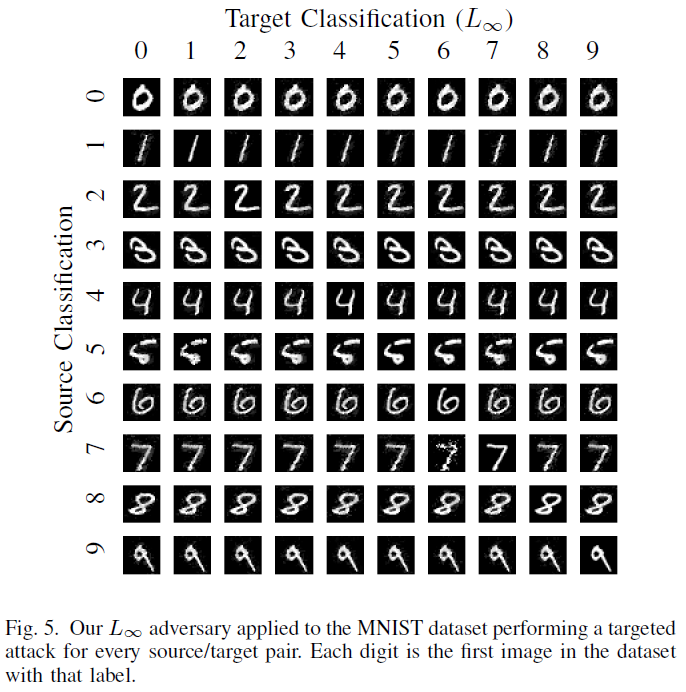 Target Classification (L∞)
0 1 2 3 4 5 6 7 8 9
Source Classification
0
1
2
3
4
5
6
7
8
9
Fig. 5. Our L∞ adversary applied to the MNIST dataset performing a targeted
attack for every source/target pair. Each digit is the first image in the dataset
with that label.